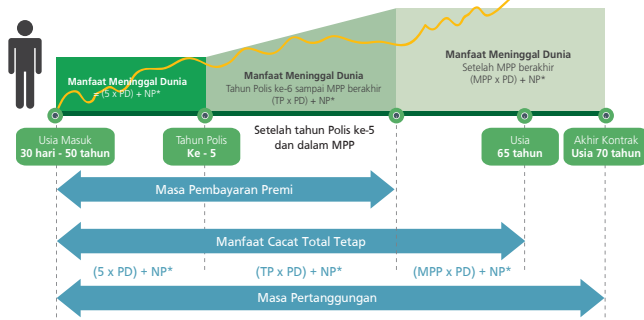 Manfaat Meninggal Dunia
= (5 x PD) + NP*
Manfaat Meninggal Dunia
Tahun Polis ke-6 sampai MPP berakhir
(TP x PD) + NP*
Manfaat Meninggal Dunia
Setelah MPP berakhir
(MPP x PD) + NP*
Usia Masuk
30 hari - 50 tahun
Tahun Polis
Ke - 5
Setelah tahun Polis ke-5
dan dalam MPP
Usia
65 tahun
Akhir Kontrak
Usia 70 tahun
Masa Pembayaran Premi
Manfaat Cacat Total Tetap
(5 x PD) + NP*
(TP x PD) + NP*
(MPP x PD) + NP*
Masa Pertanggungan